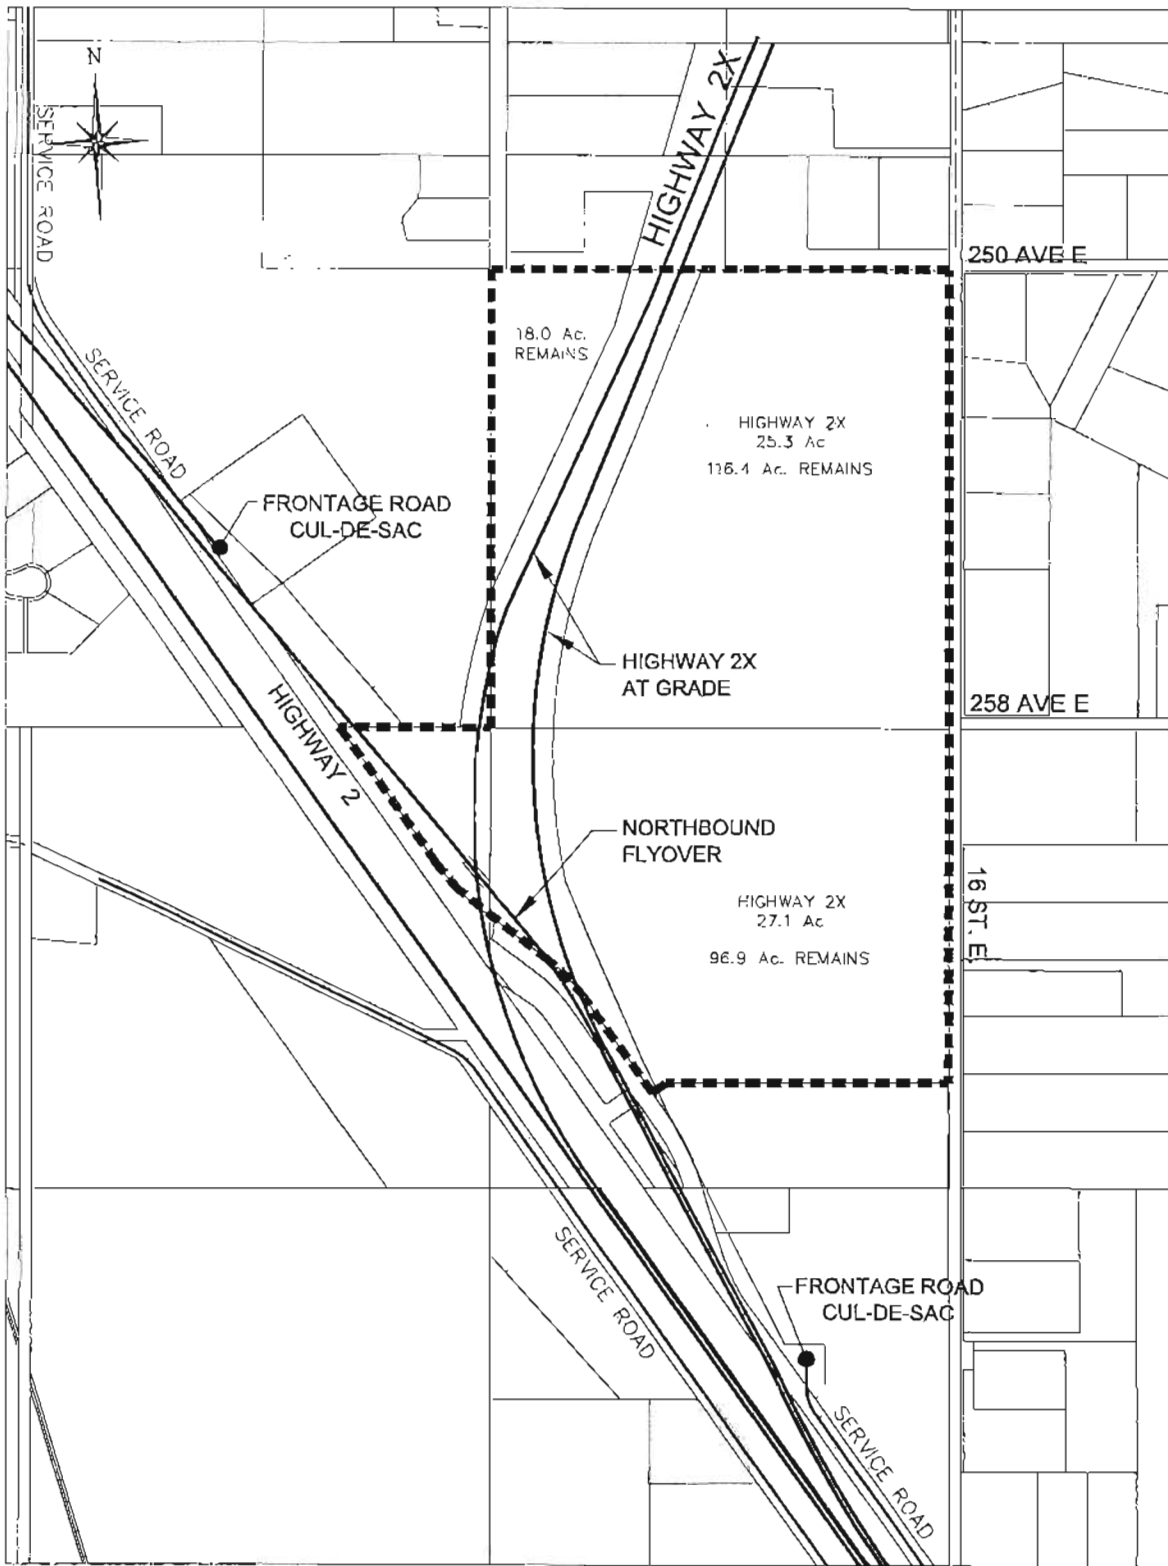 N
SERVICE ROAD
HIGHWAY 2X
250 AVE E
18.0 Ac.
REMAINS
SERVICE ROAD
HIGHWAY 2X
25.3 Ac
116.4 Ac. REMAINS
FRONTAGE ROAD
CUL-DE-SAC
HIGHWAY 2X
AT GRADE
258 AVE E
HIGHWAY 2
NORTHBOUND
FLYOVER
16 ST. E
HIGHWAY 2X
27.1 Ac
96.9 Ac. REMAINS
SERVICE ROAD
FRONTAGE ROAD
CUL-DE-SAC
SERVICE ROAD